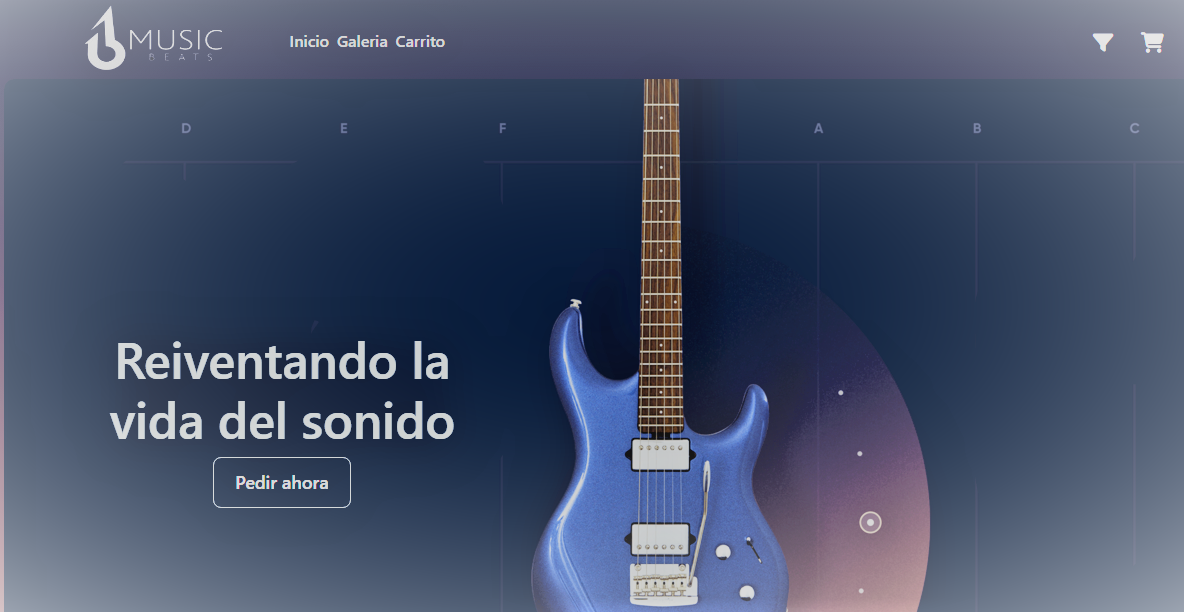 MUSIC
BEATS
Inicio Galeria Carrito
D E F A B C
Reiventando la
vida del sonido
Pedir ahora